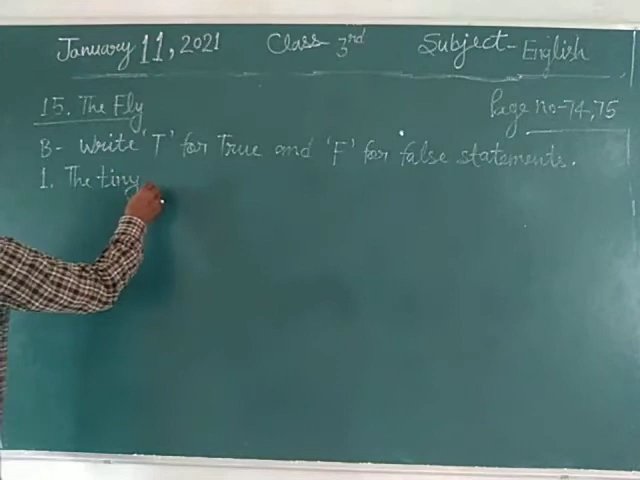 January 11, 2021 Class 3rd Subject- English
15. The Fly Page no-74,75
B- Write 'T' for True and 'F' for false statements.
1. The tiny